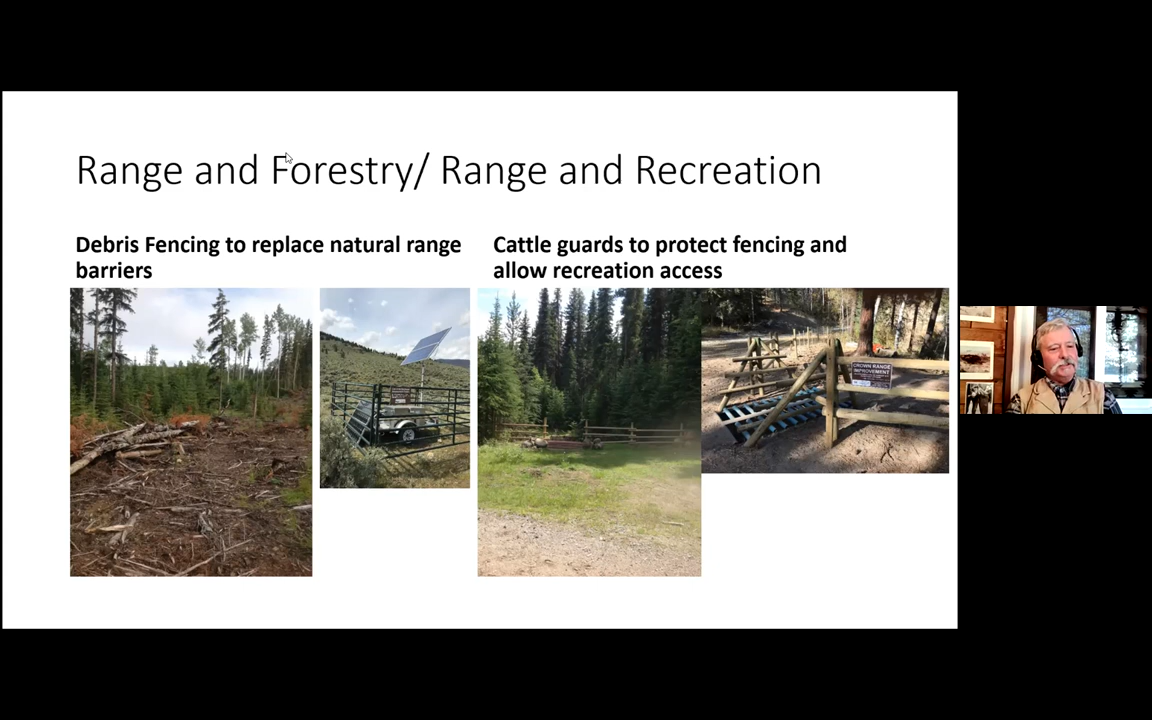 Range and Forestry/ Range and Recreation
Debris Fencing to replace natural range
barriers
Cattle guards to protect fencing and
allow recreation access
CROWN RANGE
IMPROVEMENT